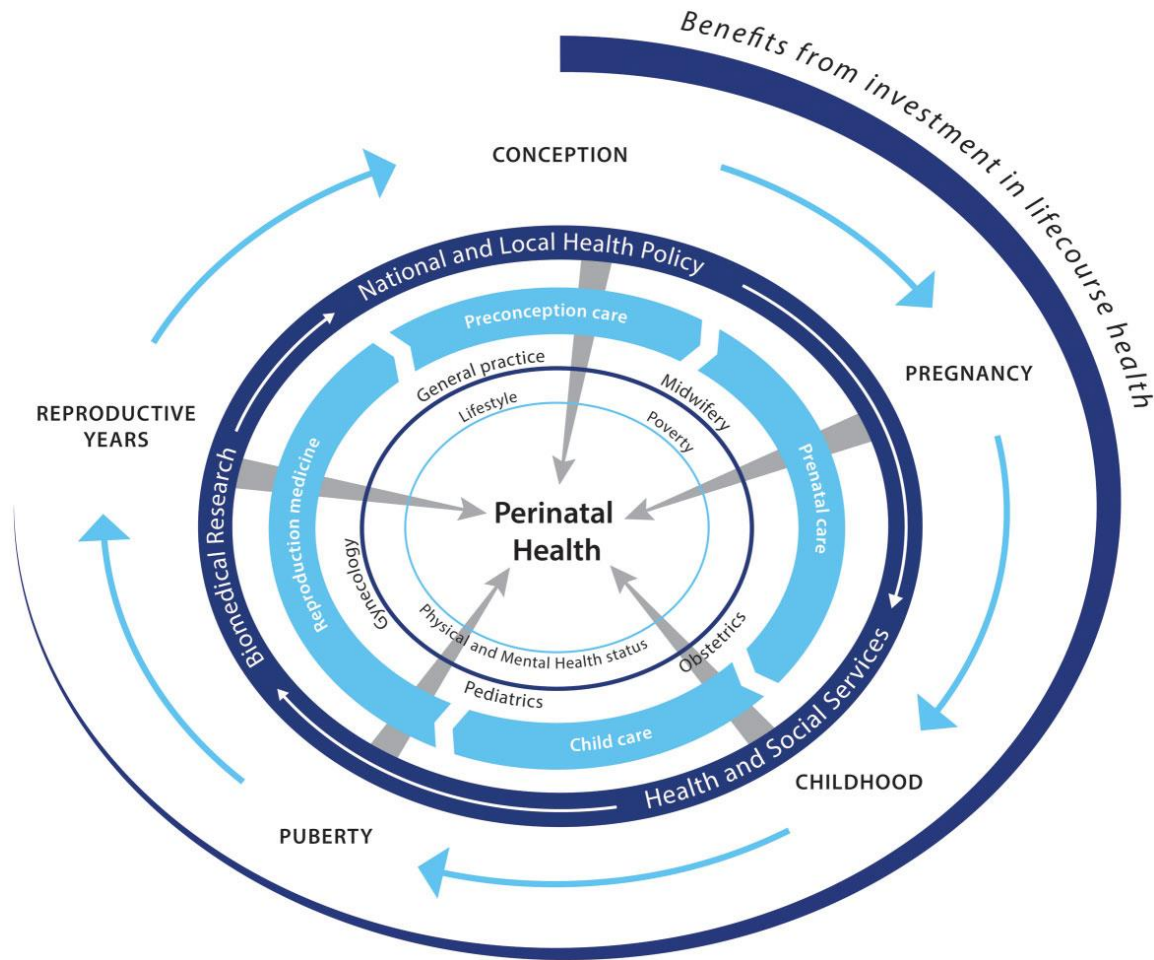 Benefits from investment in lifecourse health
CONCEPTION
PREGNANCY
CHILDHOOD
PUBERTY
REPRODUCTIVE
YEARS
National and Local Health Policy
Health and Social Services
Biomedical Research
Preconception care
Prenatal care
Child care
Reproduction medicine
General practice
Midwifery
Obstetrics
Pediatrics
Gynecology
Lifestyle
Poverty
Physical and Mental Health status
Perinatal
Health